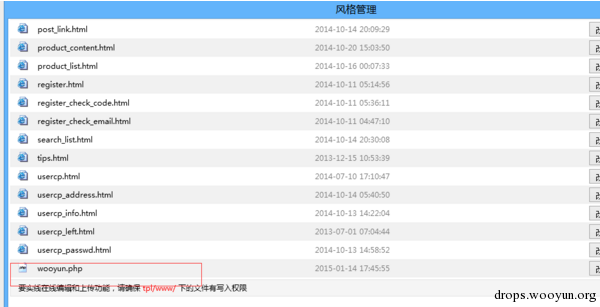 风格管理
post_link.html 2014-10-14 20:09:29
product_content.html 2014-10-20 15:03:50
product_list.html 2014-10-16 00:07:33
register.html 2014-10-11 05:14:56
register_check_code.html 2014-10-11 05:36:11
register_check_email.html 2014-10-11 04:47:10
search_list.html 2014-10-14 20:30:08
tips.html 2013-12-15 10:53:39
usercp.html 2014-07-10 17:10:47
usercp_address.html 2014-10-14 05:40:50
usercp_info.html 2014-10-13 14:22:04
usercp_left.html 2013-07-01 07:04:44
usercp_passwd.html 2014-10-13 14:58:52
wooyun.php 2015-01-14 17:45:55
要实线在线编辑和上传功能，请确保 tpl/www/ 下的文件有写入权限
drops.wooyun.org